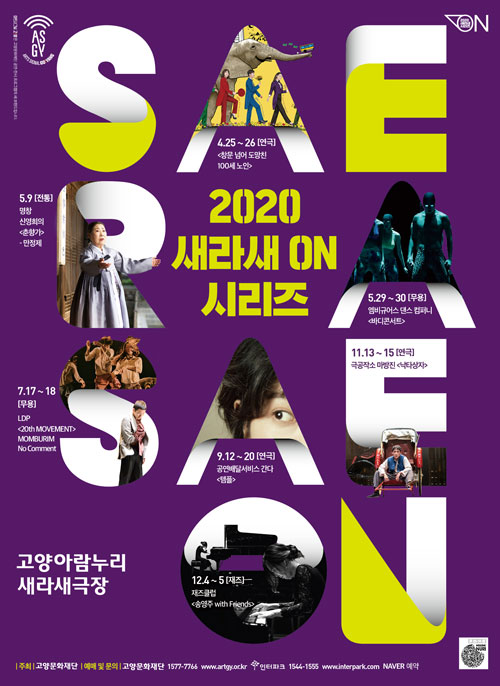 ASGY
ON
SAE
4.25 ~ 26 [연극]
<창문 넘어 도망친
100세 노인>
5.9 [전통]
명창
신영희의
<춘향가>
- 만정제
2020
새라새 ON
시리즈
RA
5.29 ~ 30 [무용]
엠비규어스 댄스 컴퍼니
<바디콘서트>
11.13 ~ 15 [연극]
극공작소 마방진 <낙타상자>
7.17 ~ 18
[무용]
LDP
<20th MOVEMENT>
MOMBURIM
No Comment
SAE
9.12 ~ 20 [연극]
공연배달서비스 간다
<템플>
ON
12.4 ~ 5 [재즈]
재즈클럽
<송영주 with Friends>
고양아람누리
새라새극장
| 주최 | 고양문화재단 | 예매 및 문의 | 고양문화재단 1577-7766 www.artgy.or.kr 인터파크 1544-1555 www.interpark.com NAVER 예약